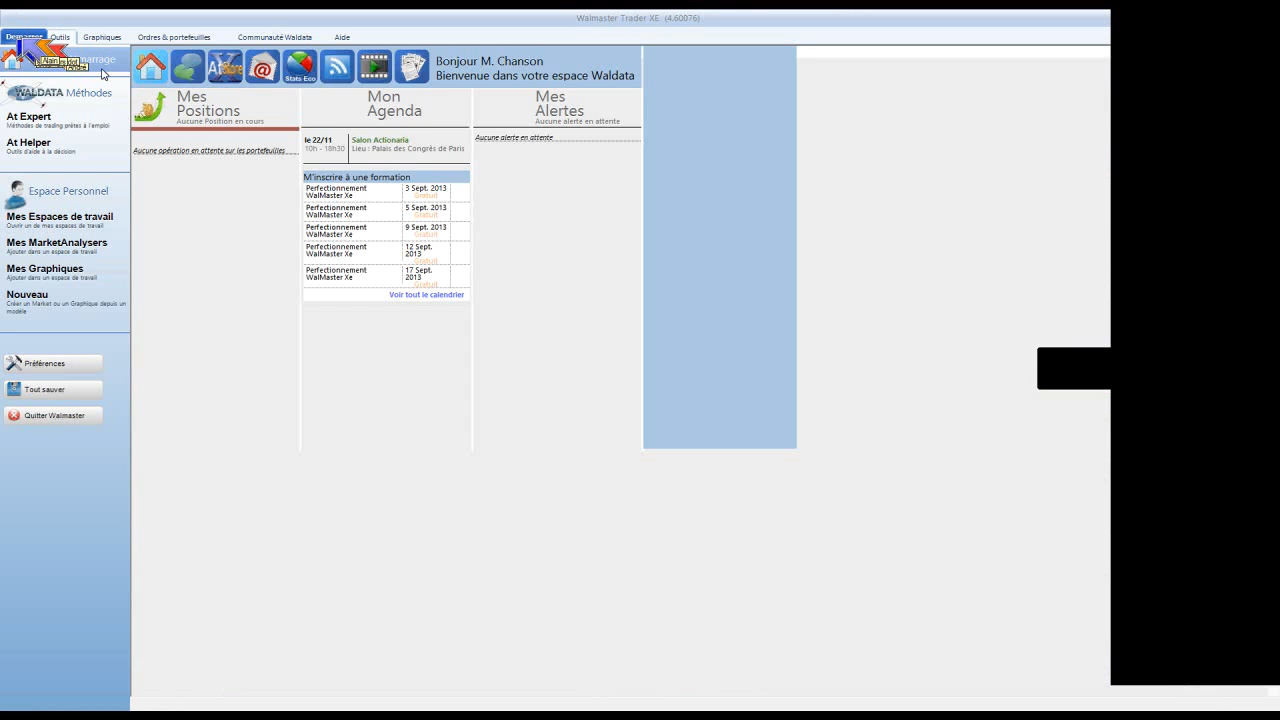 Walmaster Trader XE (4.60076)
Outils Graphiques Ordres & portefeuilles Communauté Waldata Aide
WALDATA Méthodes
At Expert
Méthodes de trading prêtes à l'emploi
At Helper
Outils d'aide à la décision
Espace Personnel
Mes Espaces de travail
Ouvrir un de mes espaces de travail
Mes MarketAnalysers
Ajouter dans un espace de travail
Mes Graphiques
Ajouter dans un espace de travail
Nouveau
Créer un Market ou un Graphique depuis un
modèle
Préférences
Tout sauver
Quitter Walmaster
Stats Eco
Bonjour M. Chanson
Bienvenue dans votre espace Waldata
Mes
Positions
Aucune Position en cours
Aucune opération en attente sur les portefeuilles
Mon
Agenda
le 22/11 Salon Actionaria
10h - 18h30 Lieu : Palais des Congrès de Paris
M'inscrire à une formation
Perfectionnement 3 Sept. 2013
WalMaster Xe Gratuit
Perfectionnement 5 Sept. 2013
WalMaster Xe Gratuit
Perfectionnement 9 Sept. 2013
WalMaster Xe Gratuit
Perfectionnement 12 Sept.
WalMaster Xe 2013
Gratuit
Perfectionnement 17 Sept.
WalMaster Xe 2013
Gratuit
Voir tout le calendrier
Mes
Alertes
Aucune alerte en attente
Aucune alerte en attente